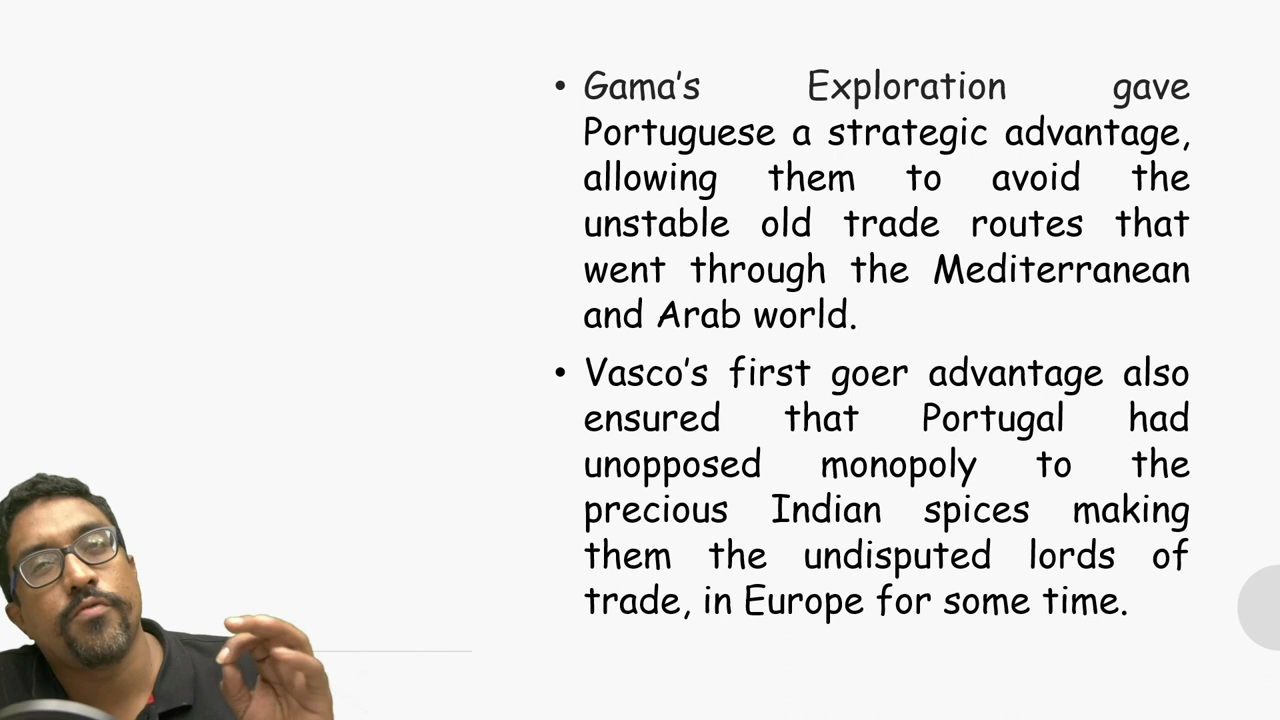 • Gama's Exploration gave
Portuguese a strategic advantage,
allowing them to avoid the
unstable old trade routes that
went through the Mediterranean
and Arab world.
• Vasco's first goer advantage also
ensured that Portugal had
unopposed monopoly to the
precious Indian spices making
them the undisputed lords of
trade, in Europe for some time.